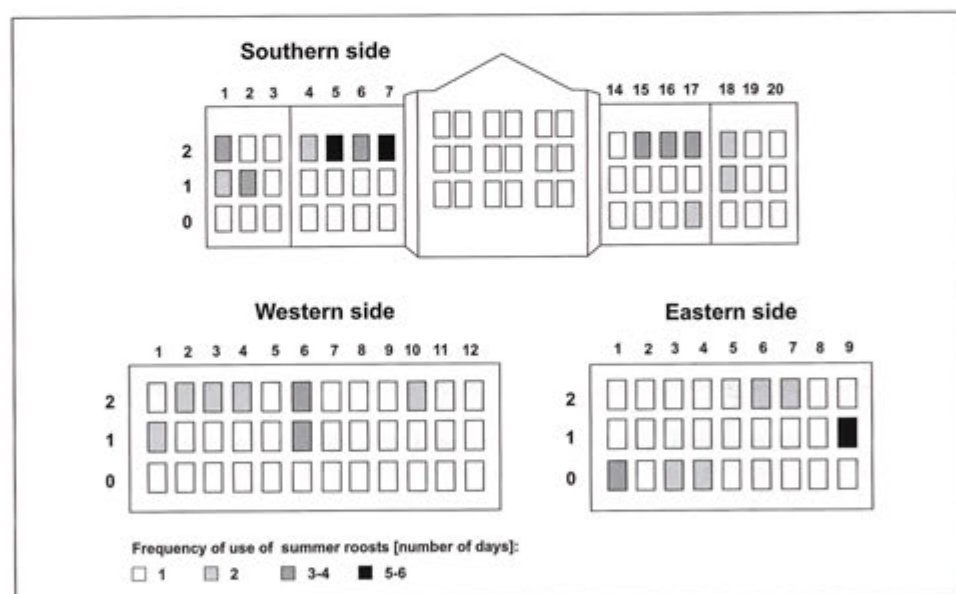 Southern side
1 2 3 4 5 6 7 14 15 16 17 18 19 20
2
1
0
Western side
1 2 3 4 5 6 7 8 9 10 11 12
2
1
0
Eastern side
1 2 3 4 5 6 7 8 9
2
1
0
Frequency of use of summer roosts [number of days]:
1 2 3-4 5-6